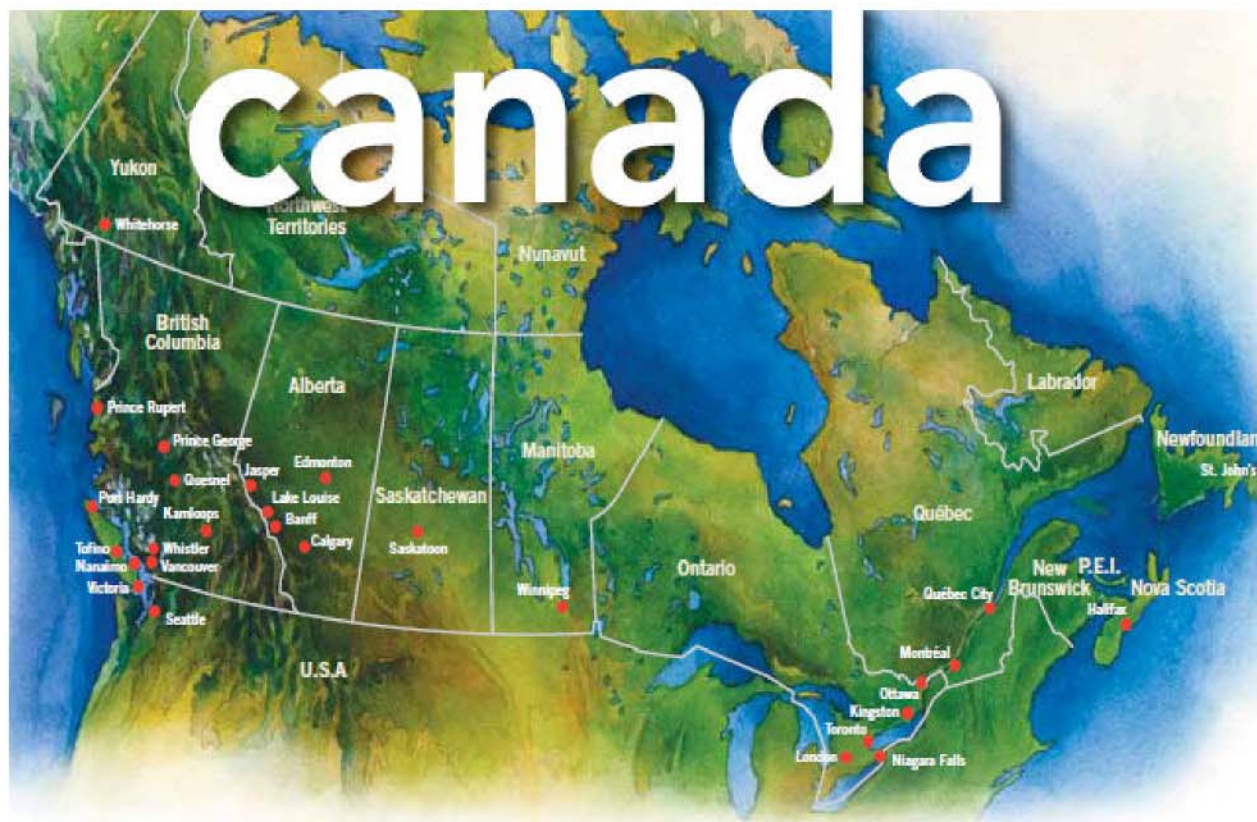 canada
Yukon
Northwest
Territories
Whitehorse
Nunavut
British
Columbia
Alberta
Labrador
Prince Rupert
Prince George
Manitoba
Newfoundlan
Edmonton
Jasper
St. John's
Quesnel
Lake Louise
Saskatchewan
Port Hardy
Kamloops
Banff
Québec
Calgary
Saskatoon
Tofino
Whistler
Nanaimo
Vancouver
Ontario
New
Brunswick
P.E.I.
Nova Scotia
Victoria
Winnipeg
Québec City
Halifax
Seattle
U.S.A
Montréal
Ottawa
Kingston
Toronto
London
Niagara Falls